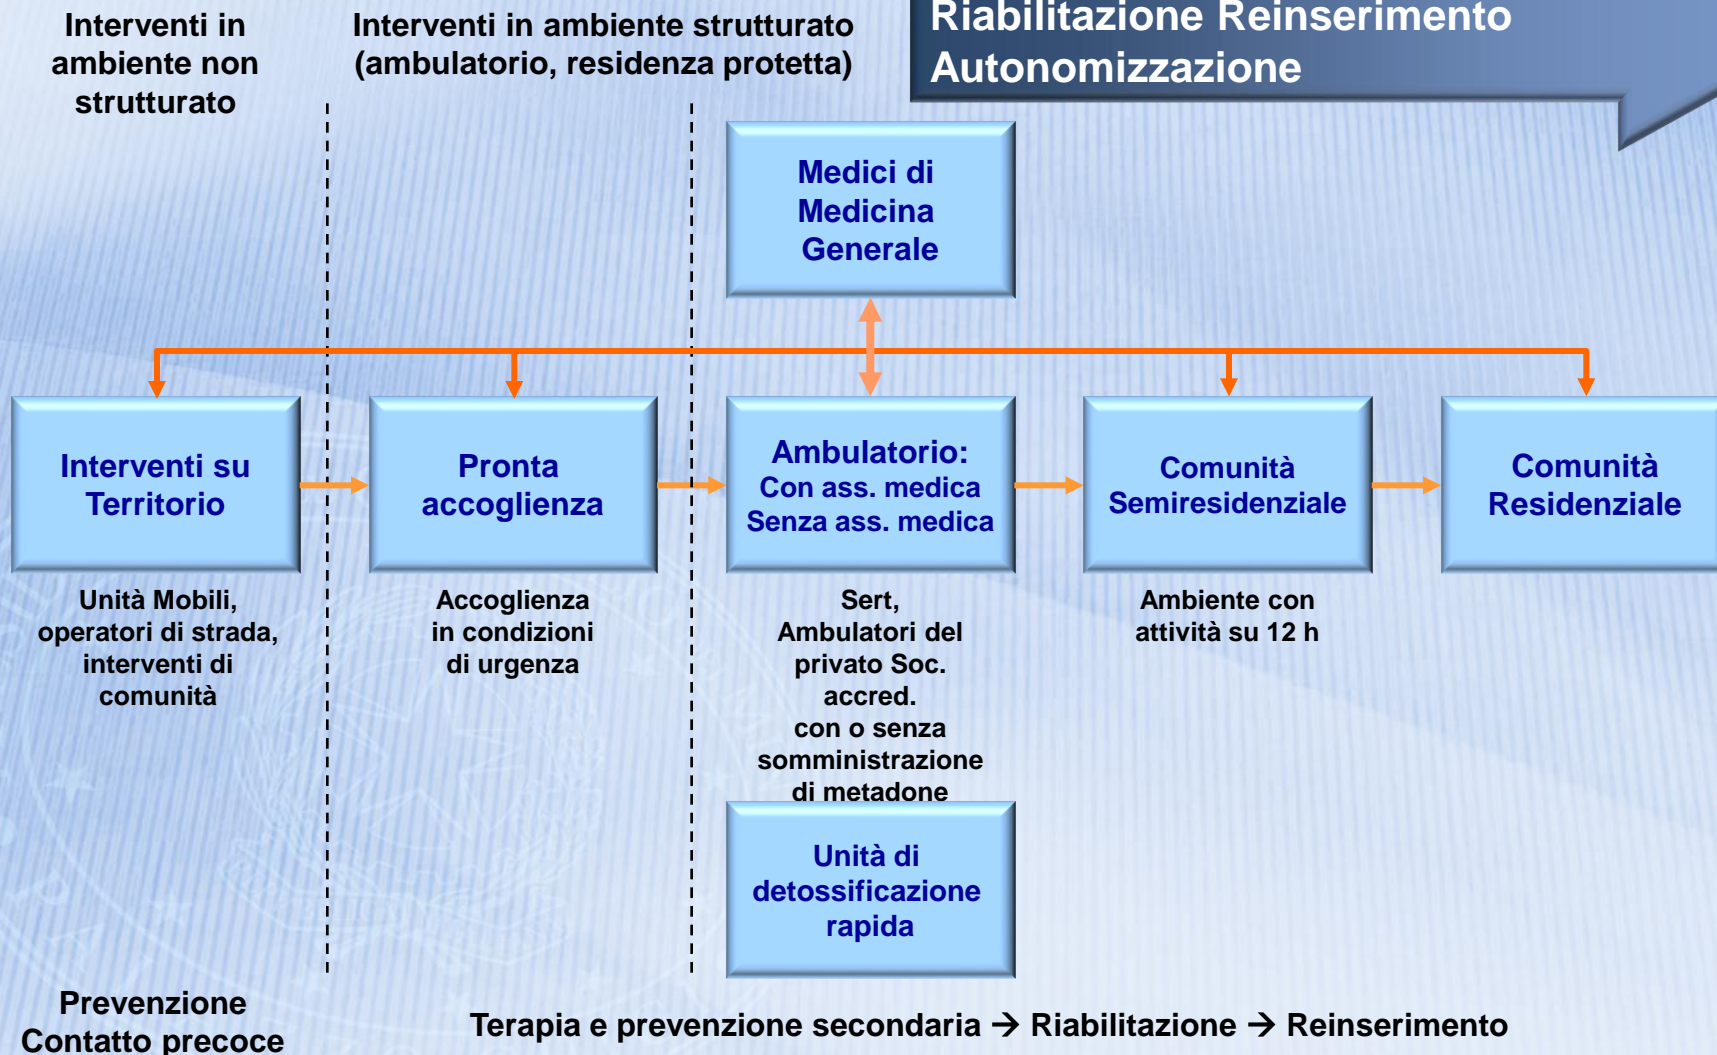 Interventi in
ambiente non
strutturato
Interventi in ambiente strutturato
(ambulatorio, residenza protetta)
Riabilitazione Reinserimento
Autonomizzazione
Medici di
Medicina
Generale
Interventi su
Territorio
Pronta
accoglienza
Ambulatorio:
Con ass. medica
Senza ass. medica
Comunità
Semiresidenziale
Comunità
Residenziale
Unità Mobili,
operatori di strada,
interventi di
comunità
Accoglienza
in condizioni
di urgenza
Sert,
Ambulatori del
privato Soc.
accred.
con o senza
somministrazione
di metadone
Ambiente con
attività su 12 h
Unità di
detossificazione
rapida
Prevenzione
Contatto precoce
Terapia e prevenzione secondaria → Riabilitazione → Reinserimento